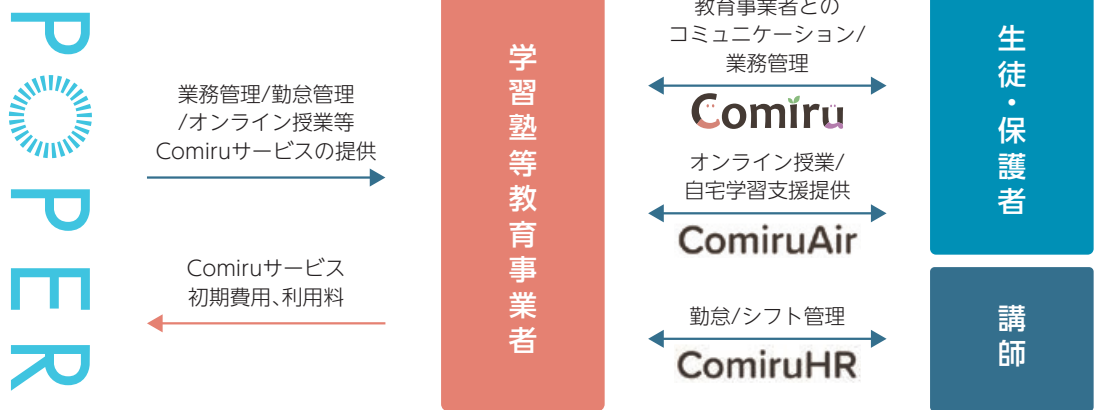 POPER
業務管理/勤怠管理
/オンライン授業等
Comiruサービスの提供
Comiruサービス
初期費用、利用料
学習塾等教育事業者
教育事業者との
コミュニケーション/
業務管理
Comiru
オンライン授業/
自宅学習支援提供
ComiruAir
勤怠/シフト管理
ComiruHR
生徒・保護者
講師